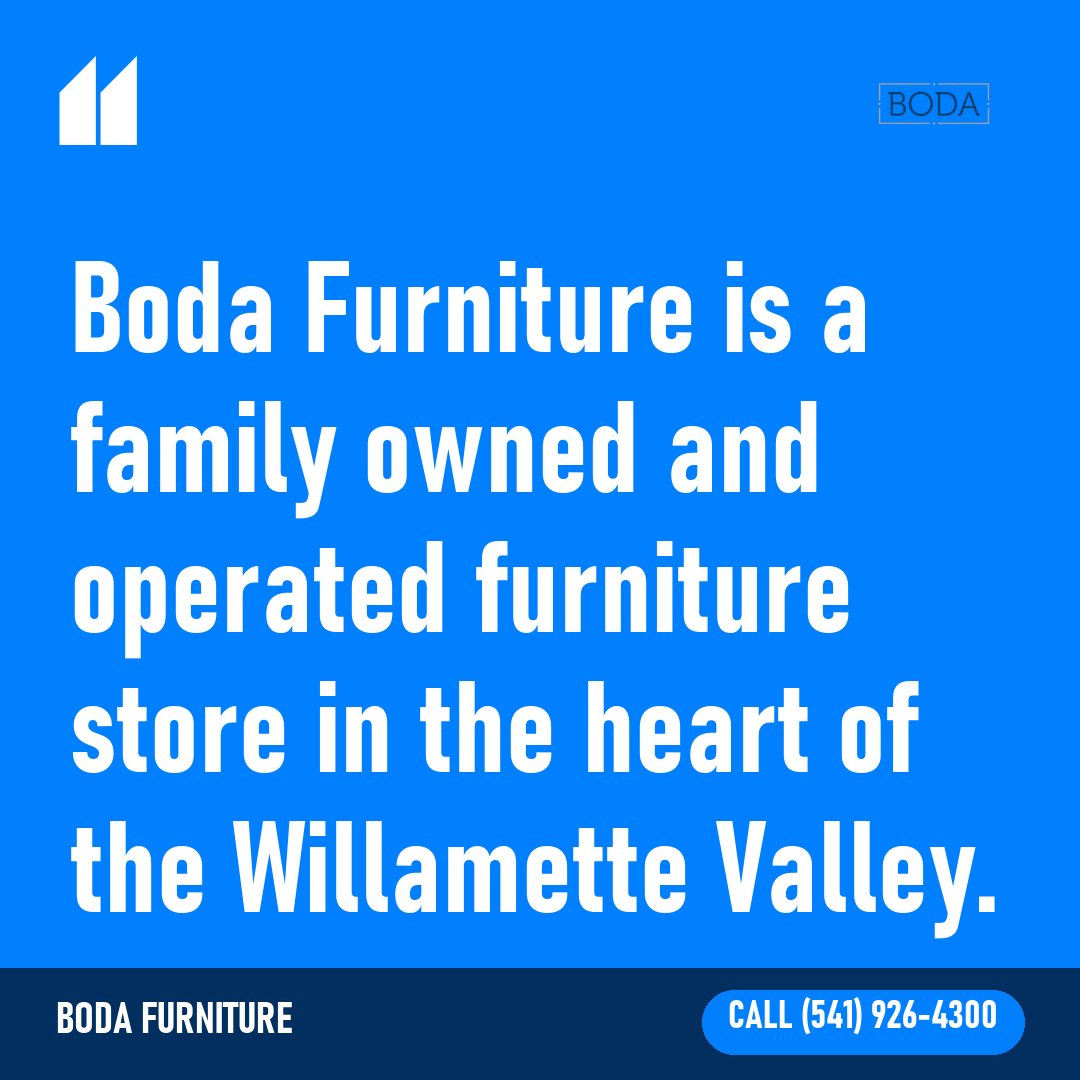 BODA
Boda Furniture is a
family owned and
operated furniture
store in the heart of
the Willamette Valley.
BODA FURNITURE
CALL (541) 926-4300